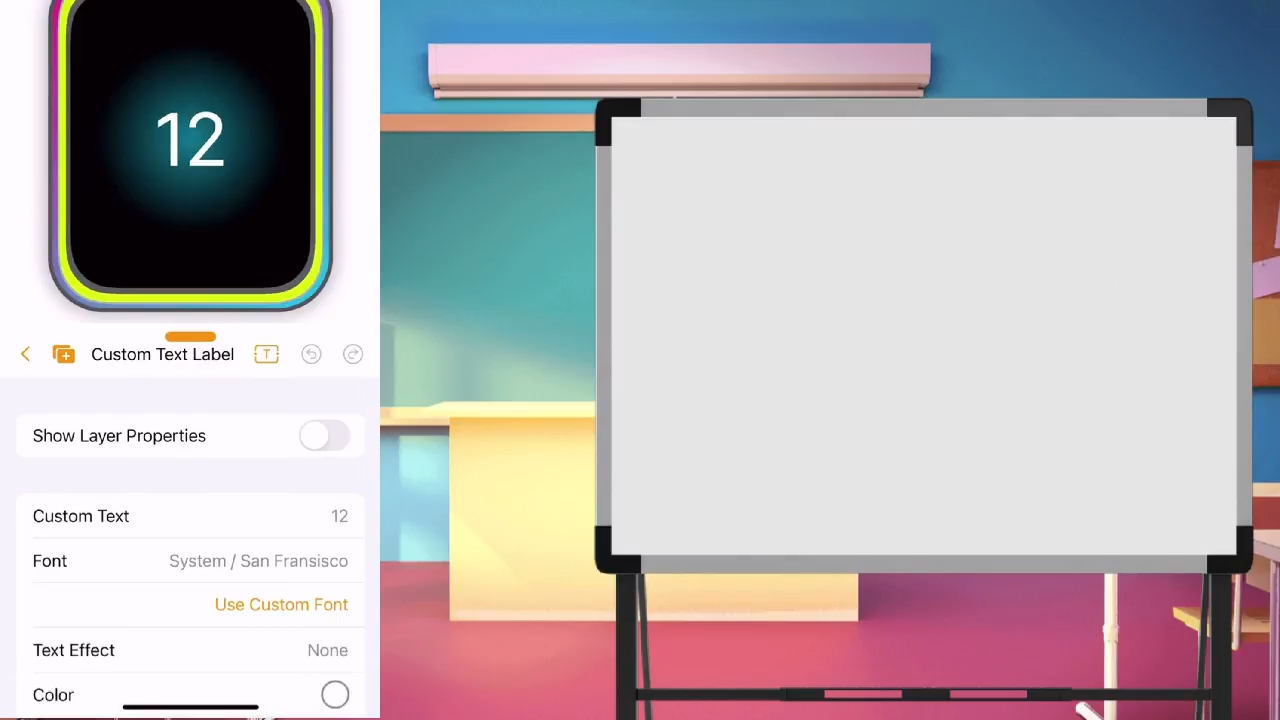 12
Custom Text Label
T
Show Layer Properties
Custom Text 12
Font System / San Fransisco
Use Custom Font
Text Effect None
Color